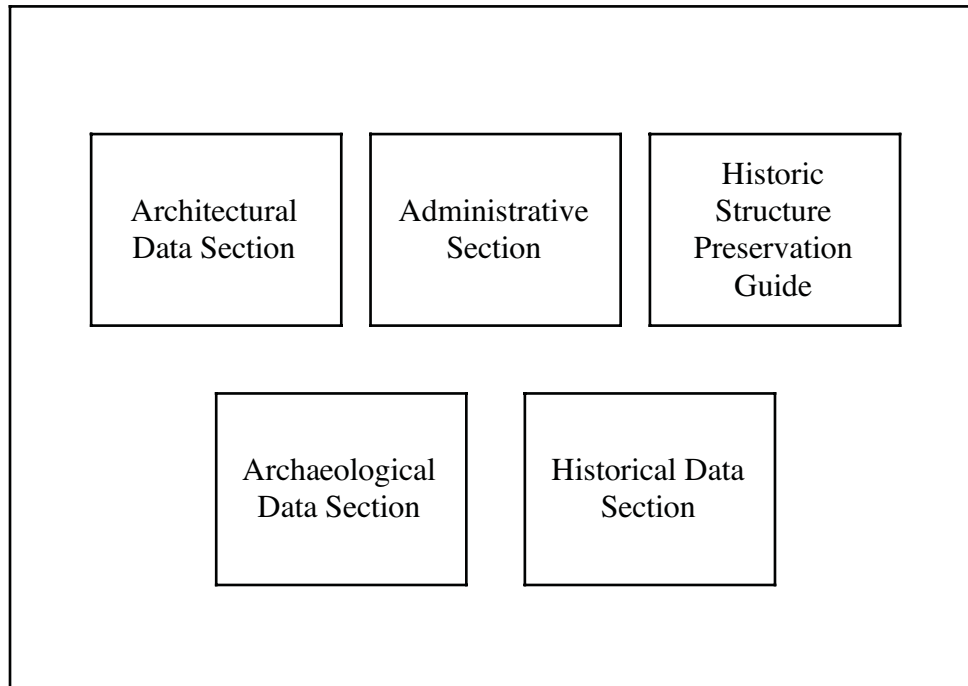 Architectural
Data Section
Administrative
Section
Historic
Structure
Preservation
Guide
Archaeological
Data Section
Historical Data
Section